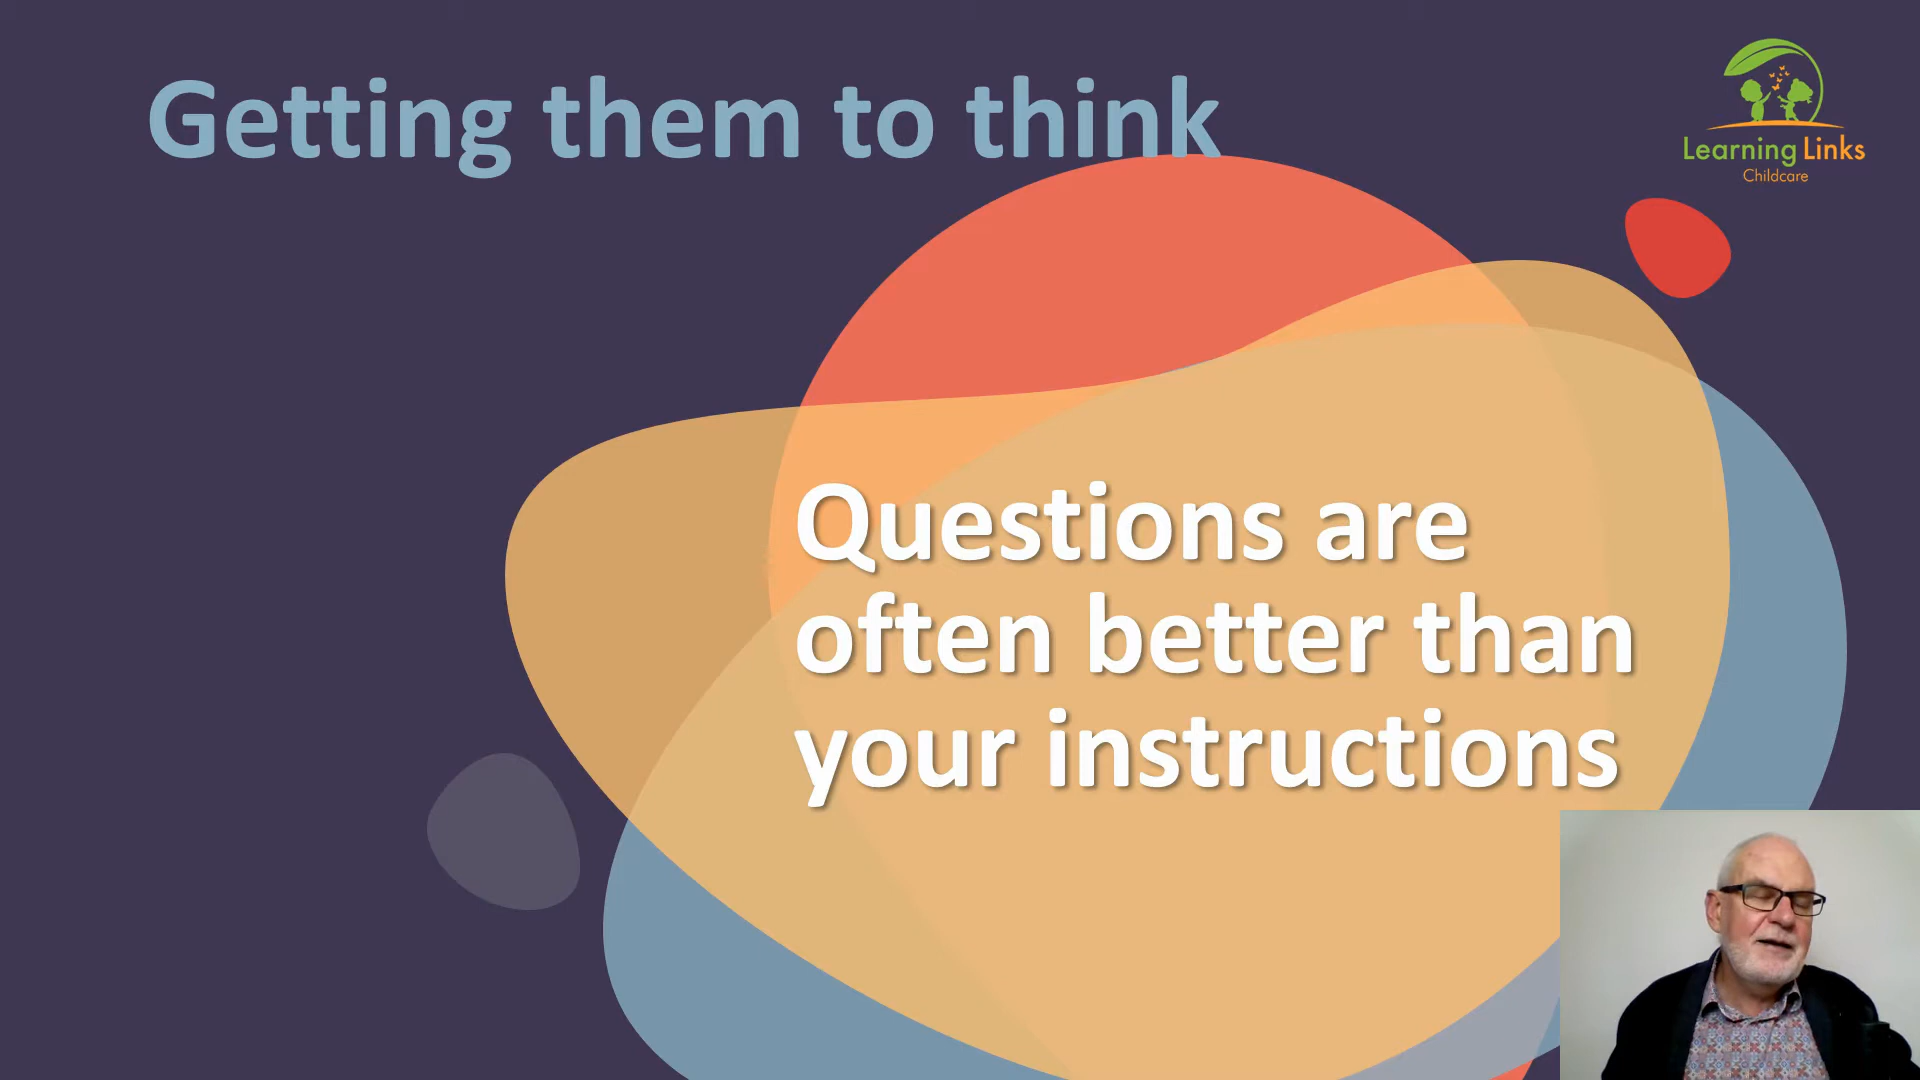 Getting them to think
Learning Links
Childcare
Questions are
often better than
your instructions